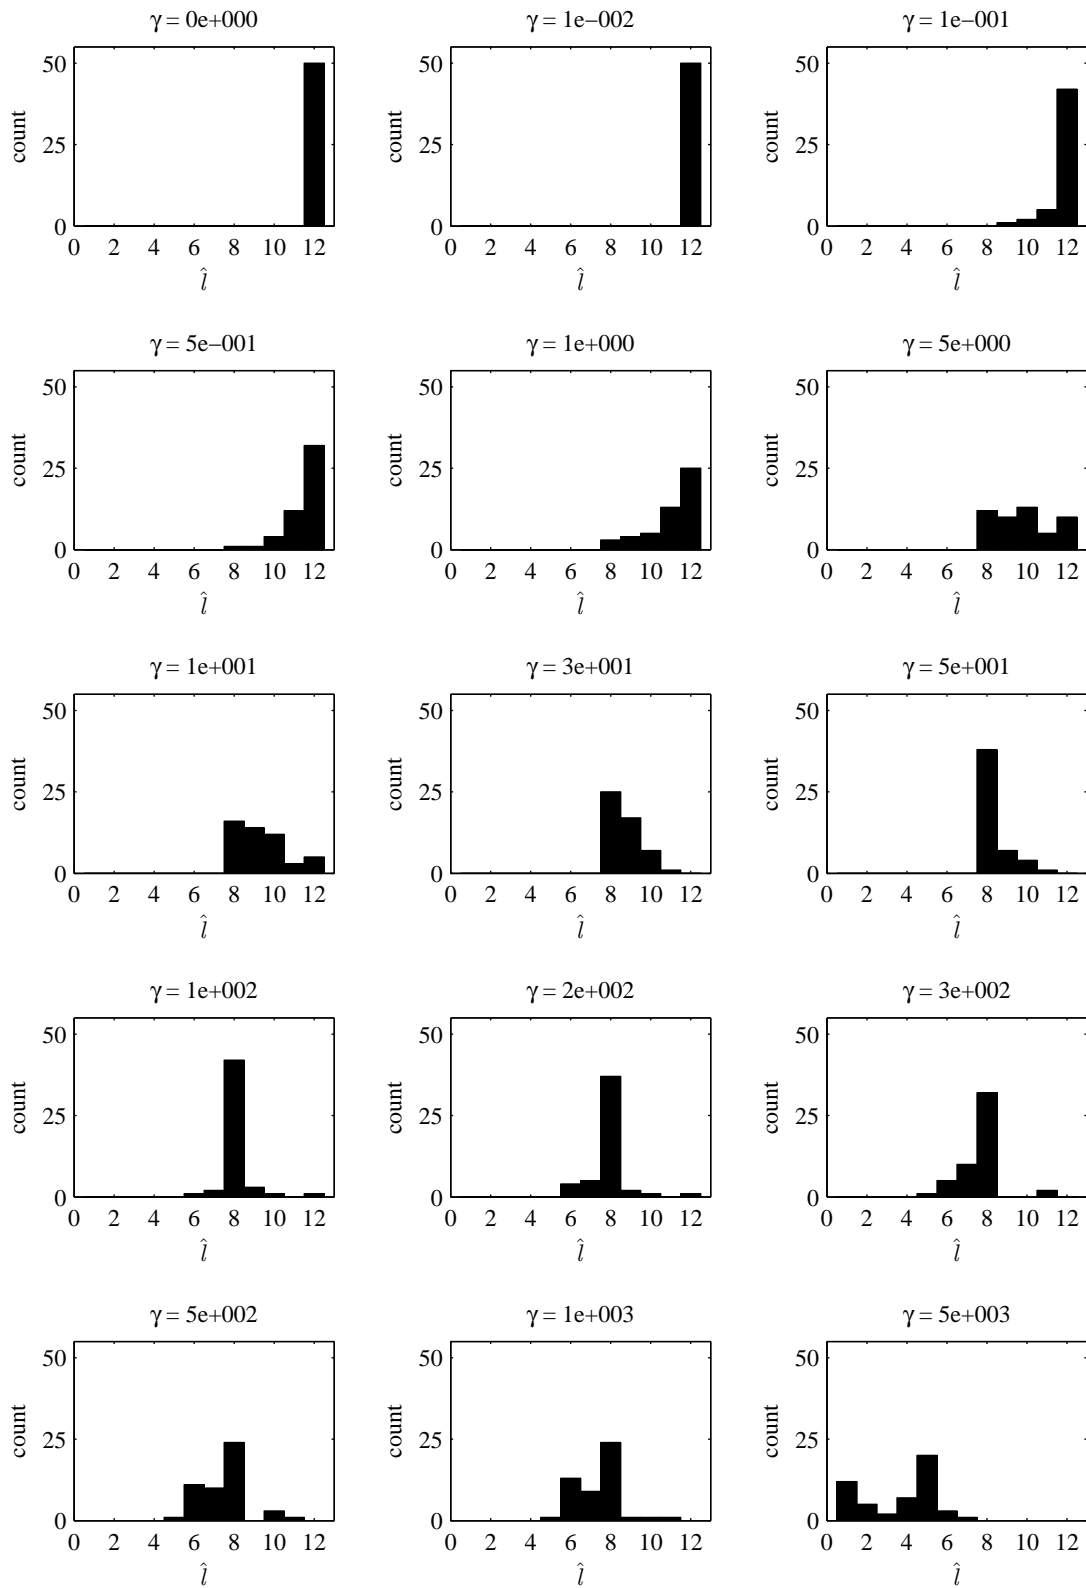 γ = 0e+000 γ = 1e−002 γ = 1e−001
50 50 50
count count count
25 25 25
0 0 0
0 2 4 6 8 10 12 0 2 4 6 8 10 12 0 2 4 6 8 10 12
l̂ l̂ l̂
γ = 5e−001 γ = 1e+000 γ = 5e+000
50 50 50
count count count
25 25 25
0 0 0
0 2 4 6 8 10 12 0 2 4 6 8 10 12 0 2 4 6 8 10 12
l̂ l̂ l̂
γ = 1e+001 γ = 3e+001 γ = 5e+001
50 50 50
count count count
25 25 25
0 0 0
0 2 4 6 8 10 12 0 2 4 6 8 10 12 0 2 4 6 8 10 12
l̂ l̂ l̂
γ = 1e+002 γ = 2e+002 γ = 3e+002
50 50 50
count count count
25 25 25
0 0 0
0 2 4 6 8 10 12 0 2 4 6 8 10 12 0 2 4 6 8 10 12
l̂ l̂ l̂
γ = 5e+002 γ = 1e+003 γ = 5e+003
50 50 50
count count count
25 25 25
0 0 0
0 2 4 6 8 10 12 0 2 4 6 8 10 12 0 2 4 6 8 10 12
l̂ l̂ l̂